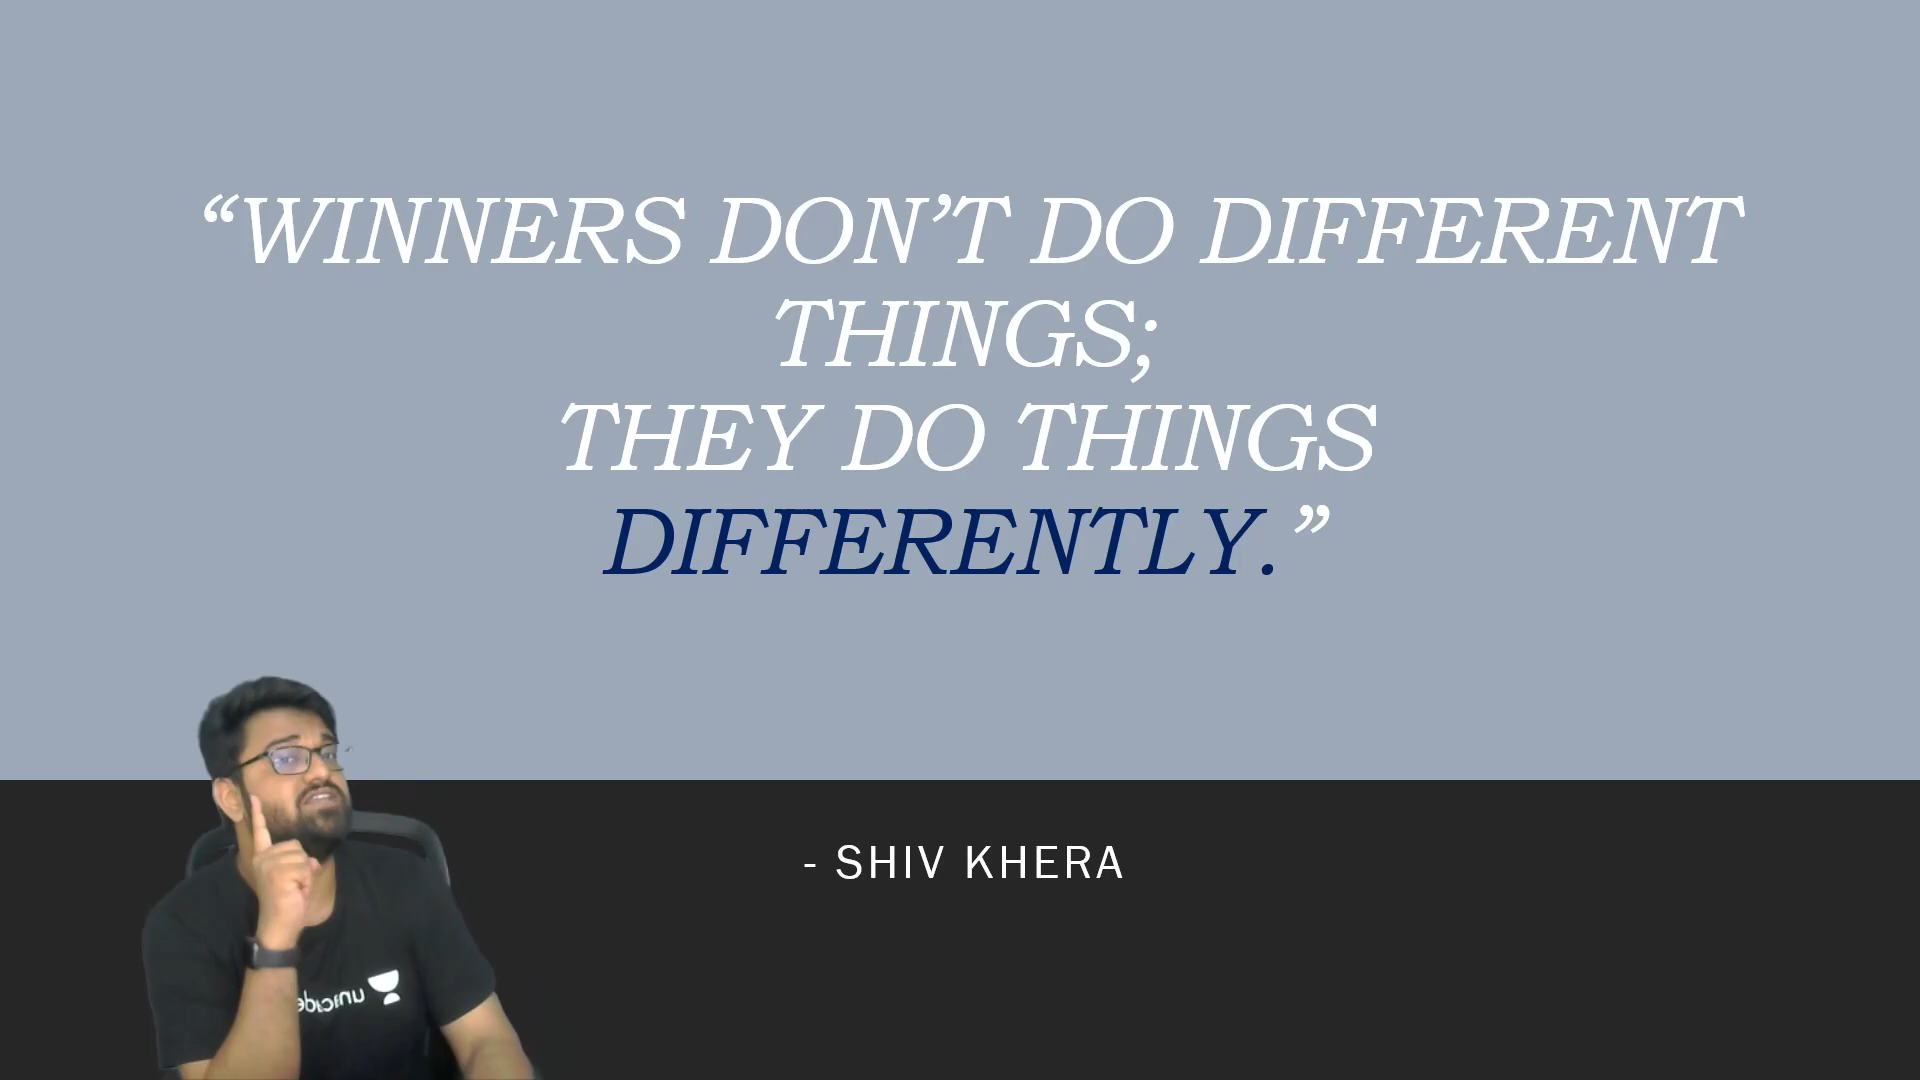 “WINNERS DON’T DO DIFFERENT
THINGS;
THEY DO THINGS
DIFFERENTLY.”
- SHIV KHERA